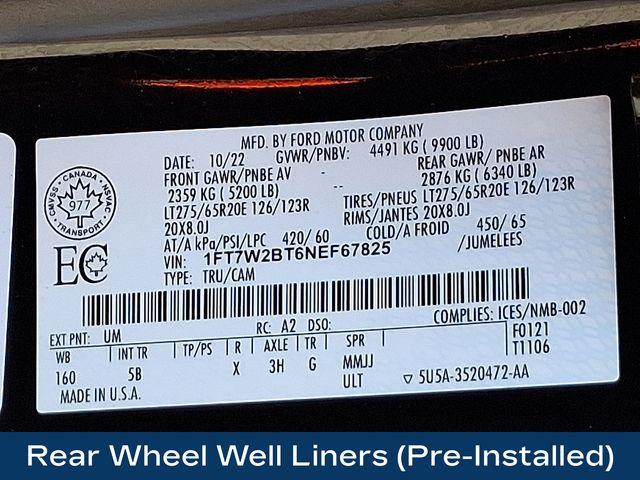 MFD. BY FORD MOTOR COMPANY
DATE: 10/22 GVWR/PNBV: 4491 KG ( 9900 LB)
FRONT GAWR/PNBE AV - REAR GAWR/ PNBE AR
2359 KG ( 5200 LB) -- 2876 KG ( 6340 LB)
LT275/65R20E 126/123R TIRES/PNEUS LT275/65R20E 126/123R
20X8.0J RIMS/JANTES 20X8.0J
AT/A kPa/PSI/LPC 420/ 60 COLD/A FROID 450/ 65
VIN: 1FT7W2BT6NEF67825 /JUMELEES
TYPE: TRU/CAM
CMVSS - CANADA - NSVAC
977
TRANSPORT
EC
EXT PNT: UM RC: A2 DSO: COMPLIES: ICES/NMB-002
WB INT TR TP/PS R AXLE TR SPR F0121
160 5B X 3H G MMJJ T1106
MADE IN U.S.A. ULT ▽ 5U5A-3520472-AA
Rear Wheel Well Liners (Pre-Installed)